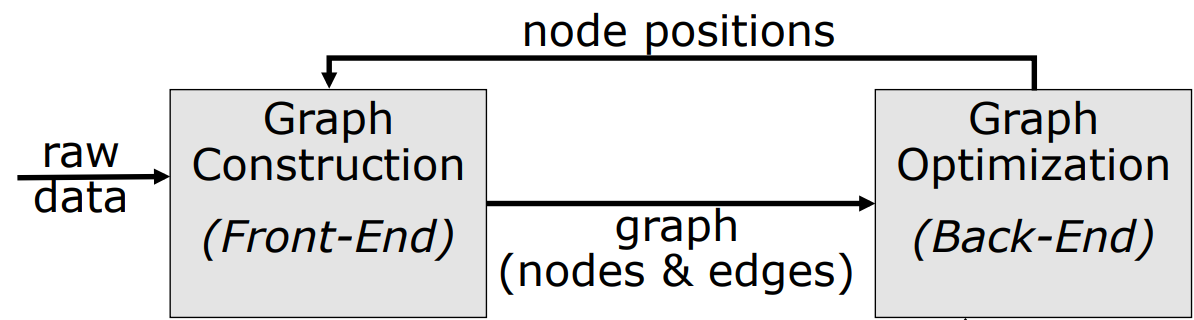 node positions
Graph
Construction
(Front-End)
raw
data
graph
(nodes & edges)
Graph
Optimization
(Back-End)